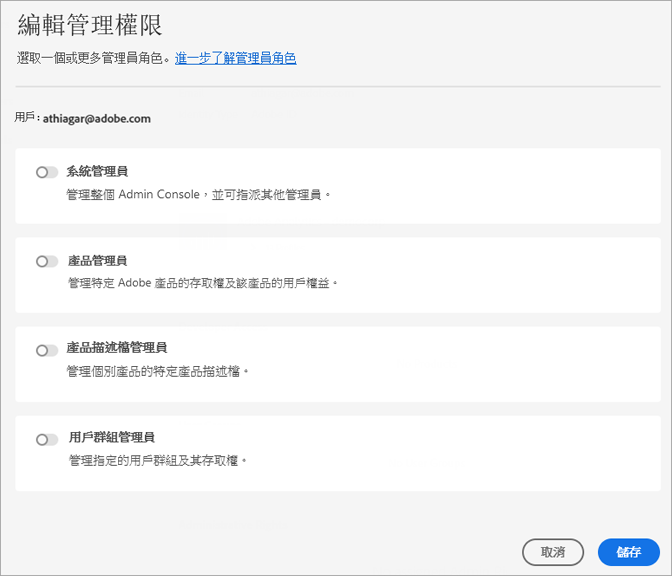 編輯管理權限
選取一個或更多管理員角色。進一步了解管理員角色
用戶：athiagar@adobe.com
系統管理員
管理整個 Admin Console，並可指派其他管理員。
產品管理員
管理特定 Adobe 產品的存取權及該產品的用戶權益。
產品描述檔管理員
管理個別產品的特定產品描述檔。
用戶群組管理員
管理指定的用戶群組及其存取權。
取消 儲存